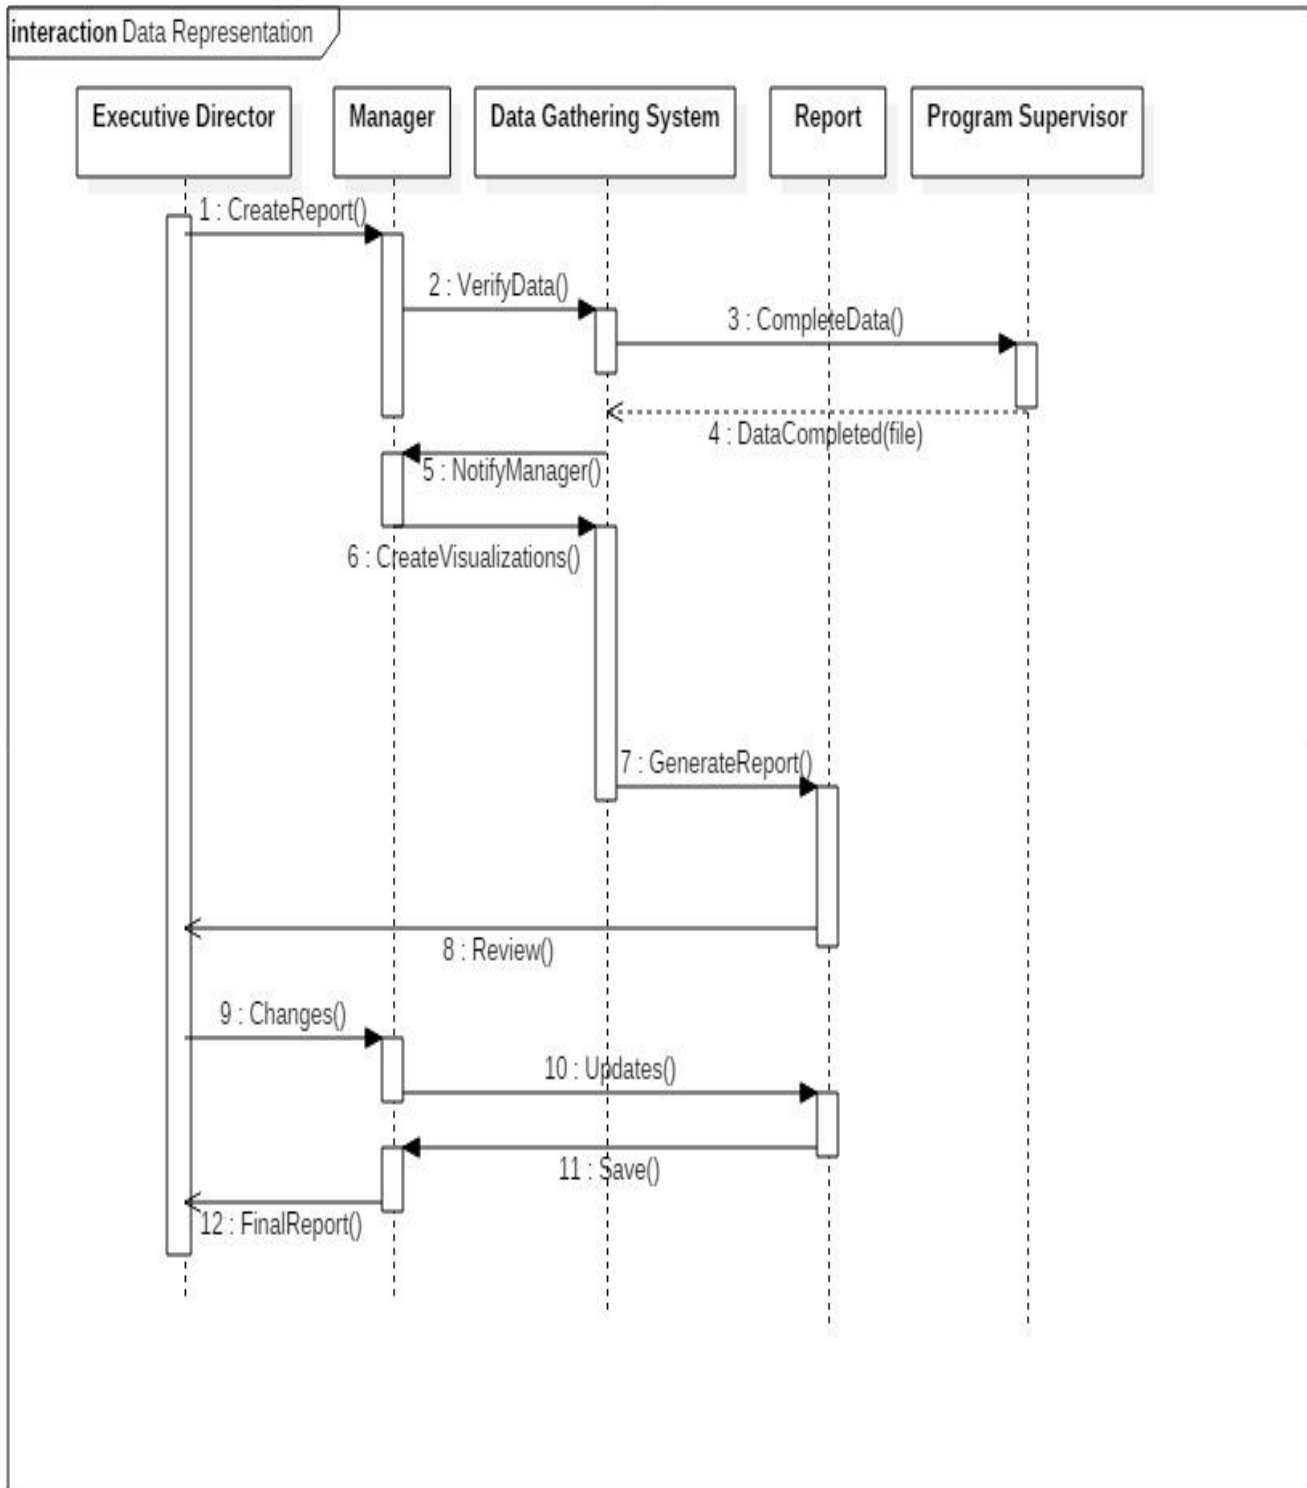 interaction Data Representation
Executive Director
Manager
Data Gathering System
Report
Program Supervisor
1 : CreateReport()
2 : VerifyData()
3 : CompleteData()
4 : DataCompleted(file)
5 : NotifyManager()
6 : CreateVisualizations()
7 : GenerateReport()
8 : Review()
9 : Changes()
10 : Updates()
11 : Save()
12 : FinalReport()